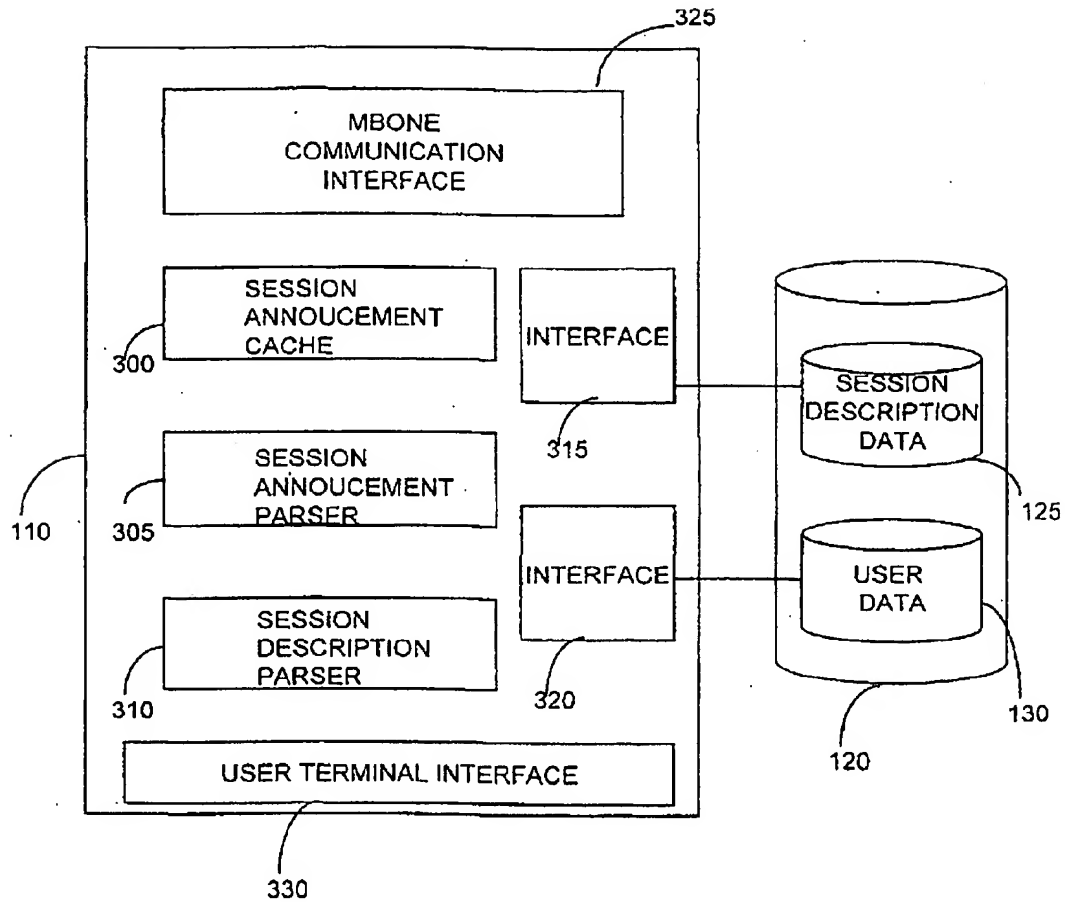 325
MBONE
COMMUNICATION
INTERFACE
SESSION
ANNOUCEMENT
CACHE
300
INTERFACE
315
SESSION
DESCRIPTION
DATA
125
SESSION
ANNOUCEMENT
PARSER
305
110
INTERFACE
320
USER
DATA
130
120
SESSION
DESCRIPTION
PARSER
310
USER TERMINAL INTERFACE
330